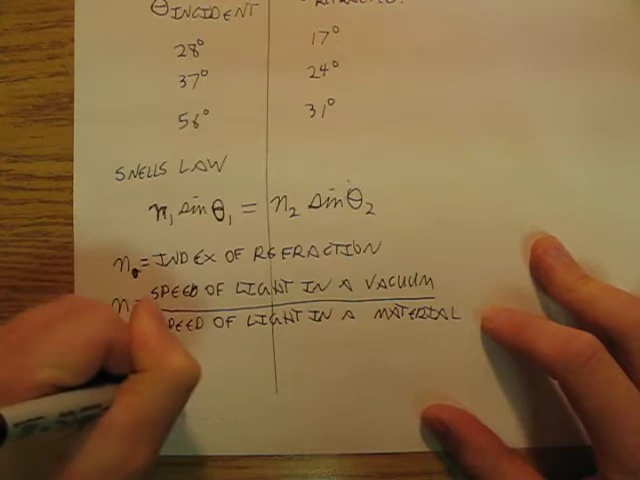 θINCIDENT
28° 17°
37° 24°
56° 31°
SNELLS LAW
n₁ sin θ₁ = n₂ sin θ₂
n = INDEX OF REFRACTION
n = SPEED OF LIGHT IN A VACUUM
SPEED OF LIGHT IN A MATERIAL